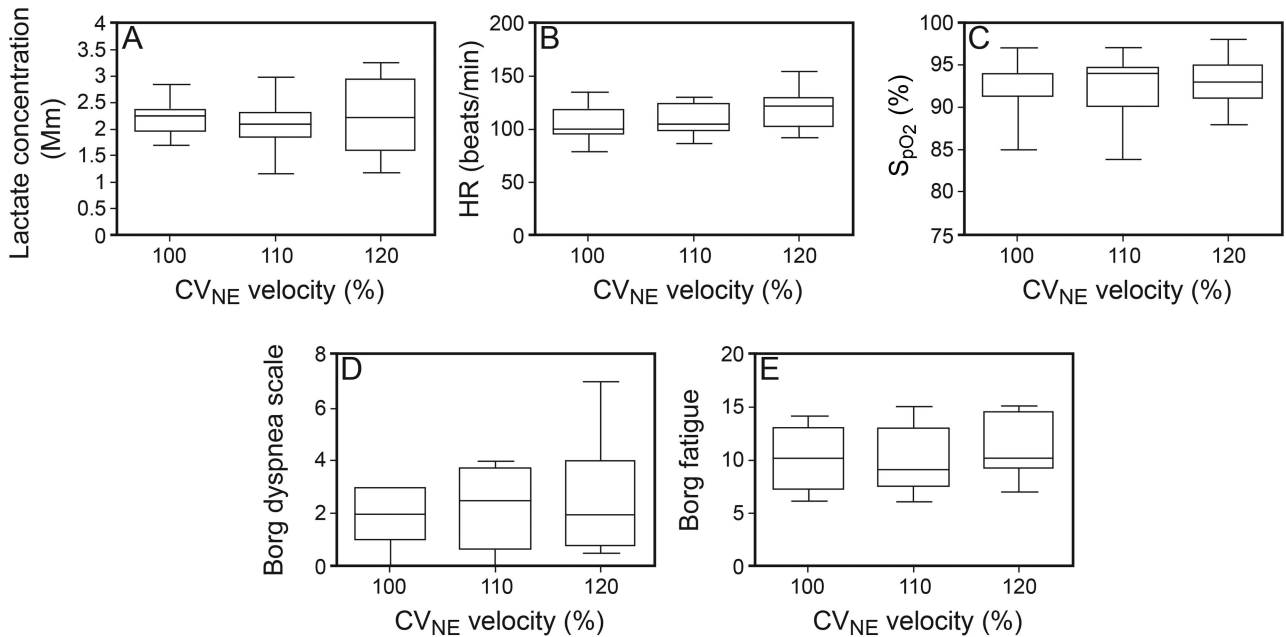 A
Lactate concentration
(Mm)
4
3.5
3
2.5
2
1.5
1
0.5
0
100 110 120
CVNE velocity (%)
B
HR (beats/min)
200
150
100
50
0
100 110 120
CVNE velocity (%)
C
SpO2 (%)
100
95
90
85
80
75
100 110 120
CVNE velocity (%)
D
Borg dyspnea scale
8
6
4
2
0
100 110 120
CVNE velocity (%)
E
Borg fatigue
20
15
10
5
0
100 110 120
CVNE velocity (%)